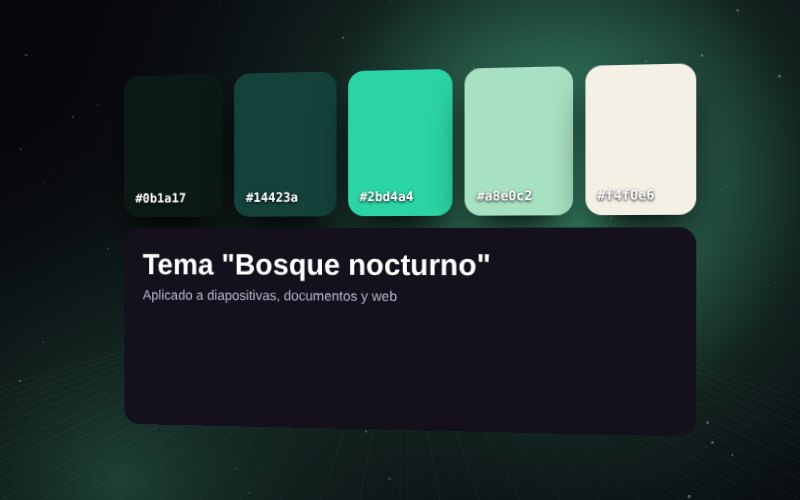 #0b1a17
#14423a
#2bd4a4
#a8e0c2
#f4f0e6
Tema "Bosque nocturno"
Aplicado a diapositivas, documentos y web